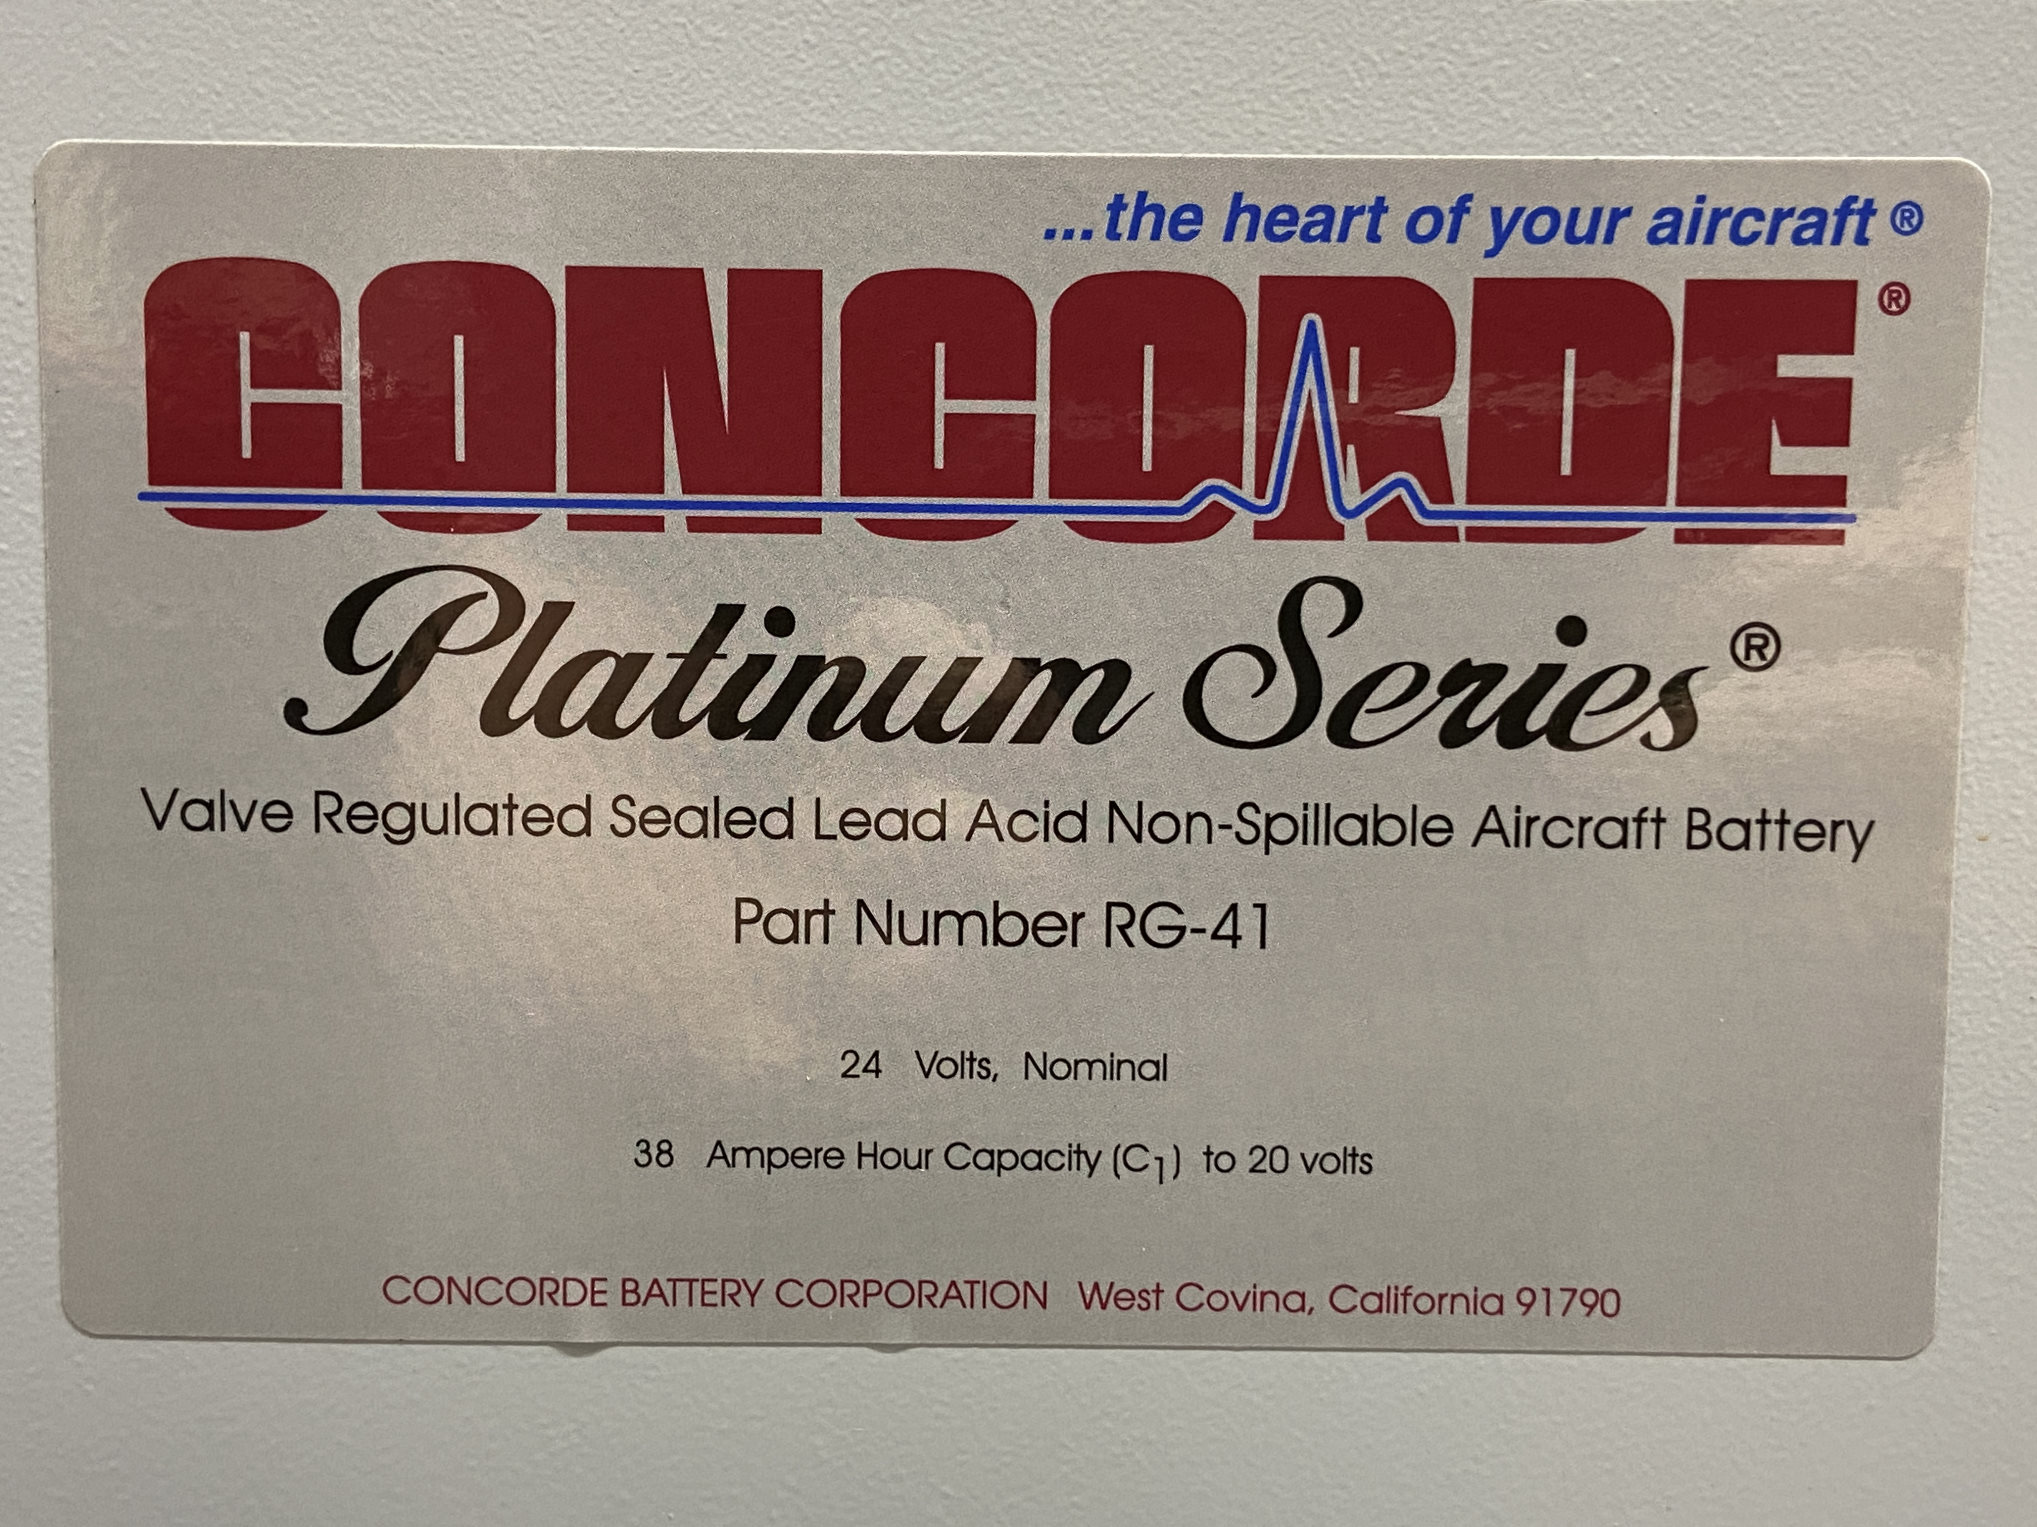 ...the heart of your aircraft®
CONCORDE®
Platinum Series®
Valve Regulated Sealed Lead Acid Non-Spillable Aircraft Battery
Part Number RG-41
24 Volts, Nominal
38 Ampere Hour Capacity (C₁) to 20 volts
CONCORDE BATTERY CORPORATION West Covina, California 91790